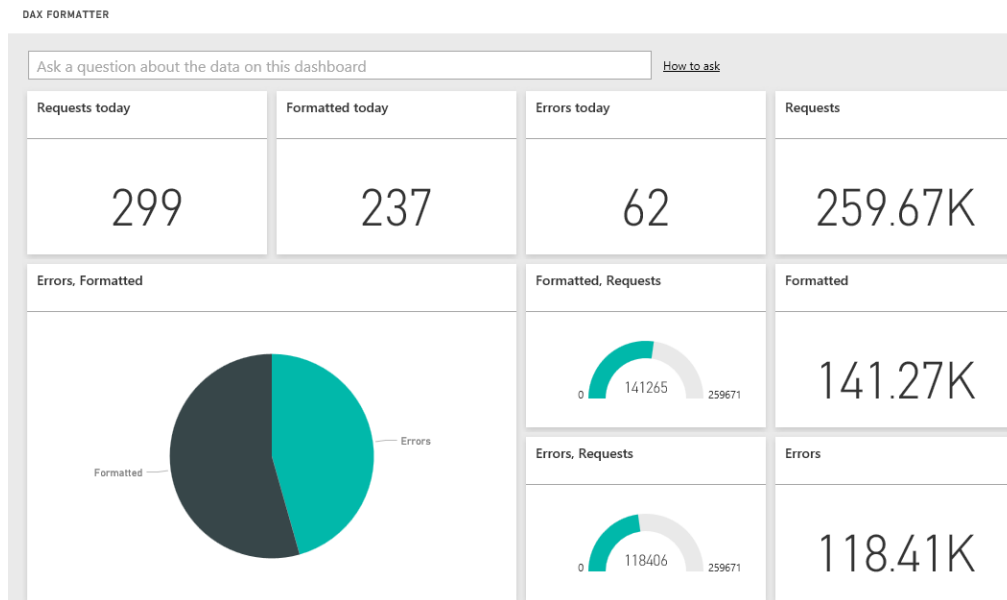 DAX FORMATTER
Ask a question about the data on this dashboard
How to ask
Requests today
299
Formatted today
237
Errors today
62
Requests
259.67K
Errors, Formatted
Errors
Formatted
Formatted, Requests
0
141265
259671
Formatted
141.27K
Errors, Requests
0
118406
259671
Errors
118.41K